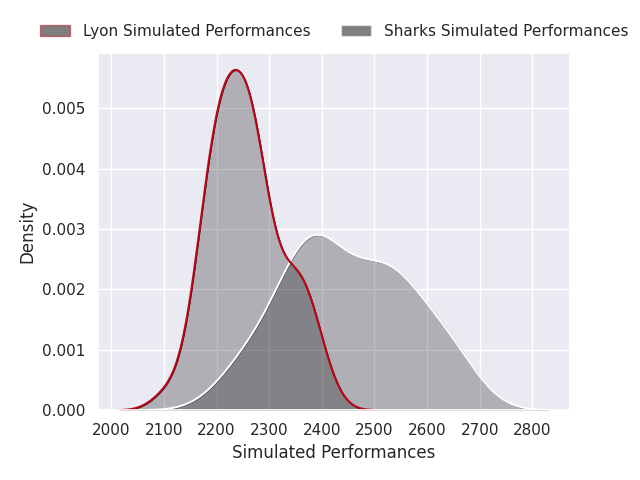 Lyon Simulated Performances
Sharks Simulated Performances
0.005
0.004
0.003
0.002
0.001
0.000
Density
2000 2100 2200 2300 2400 2500 2600 2700 2800
Simulated Performances